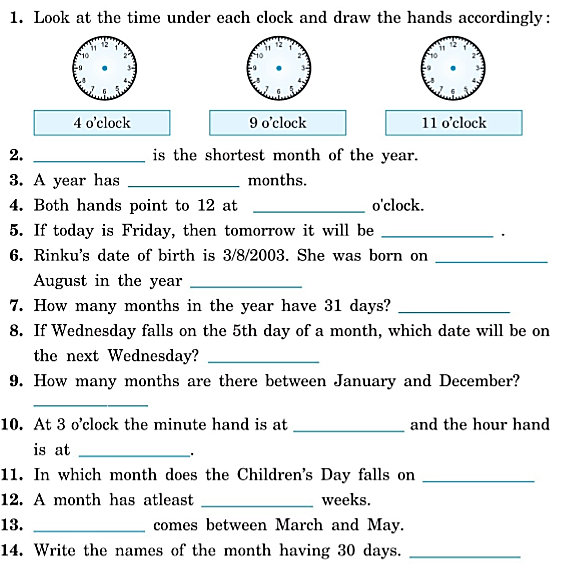 1. Look at the time under each clock and draw the hands accordingly:
12 1 2 3 4 5 6 7 8 9 10 11
12 1 2 3 4 5 6 7 8 9 10 11
12 1 2 3 4 5 6 7 8 9 10 11
4 o'clock 9 o'clock 11 o'clock
2. ____________ is the shortest month of the year.
3. A year has ____________ months.
4. Both hands point to 12 at ____________ o'clock.
5. If today is Friday, then tomorrow it will be ____________ .
6. Rinku's date of birth is 3/8/2003. She was born on ____________
August in the year ____________
7. How many months in the year have 31 days? ____________
8. If Wednesday falls on the 5th day of a month, which date will be on
the next Wednesday? ____________
9. How many months are there between January and December?
____________
10. At 3 o'clock the minute hand is at ____________ and the hour hand
is at ____________.
11. In which month does the Children's Day falls on ____________
12. A month has atleast ____________ weeks.
13. ____________ comes between March and May.
14. Write the names of the month having 30 days. ____________